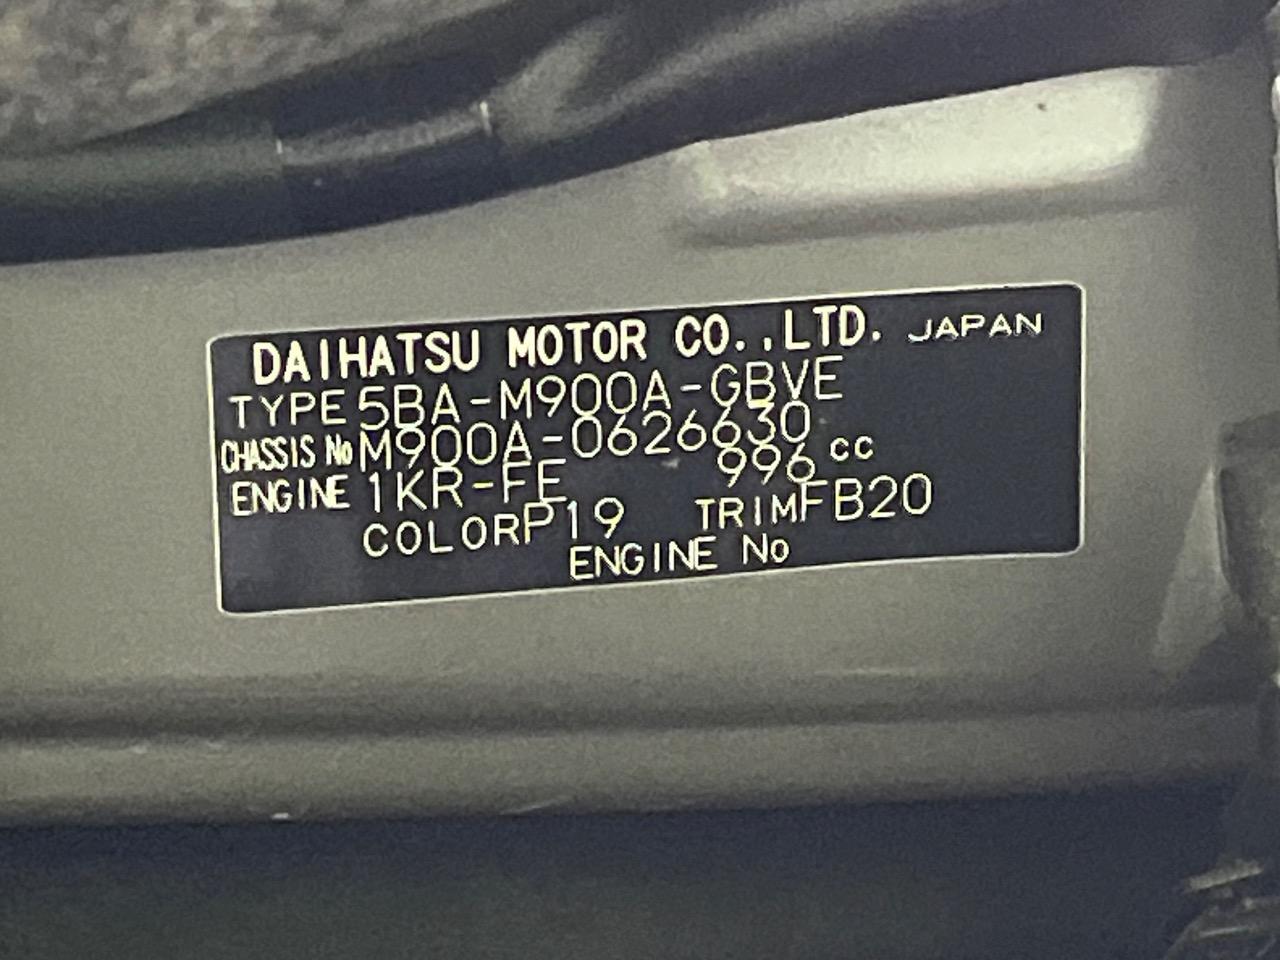 DAIHATSU MOTOR CO.,LTD. JAPAN
TYPE 5BA-M900A-GBVE
CHASSIS No M900A-0626630
ENGINE 1KR-FE 996 cc
COLOR P19 TRIM FB20
ENGINE No